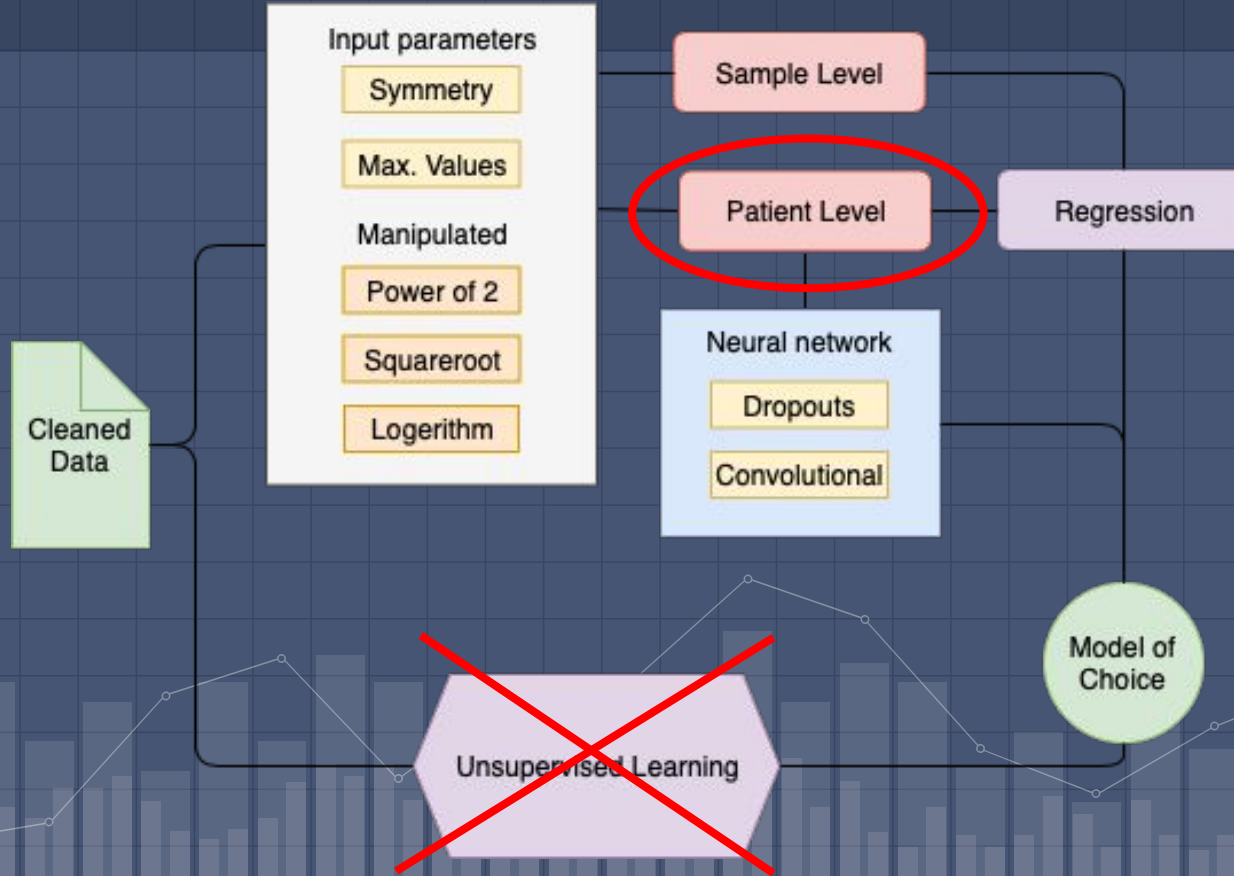 Input parameters
Symmetry
Max. Values
Manipulated
Power of 2
Squareroot
Logerithm
Sample Level
Patient Level
Regression
Neural network
Dropouts
Convolutional
Cleaned
Data
Unsupervised Learning
Model of
Choice